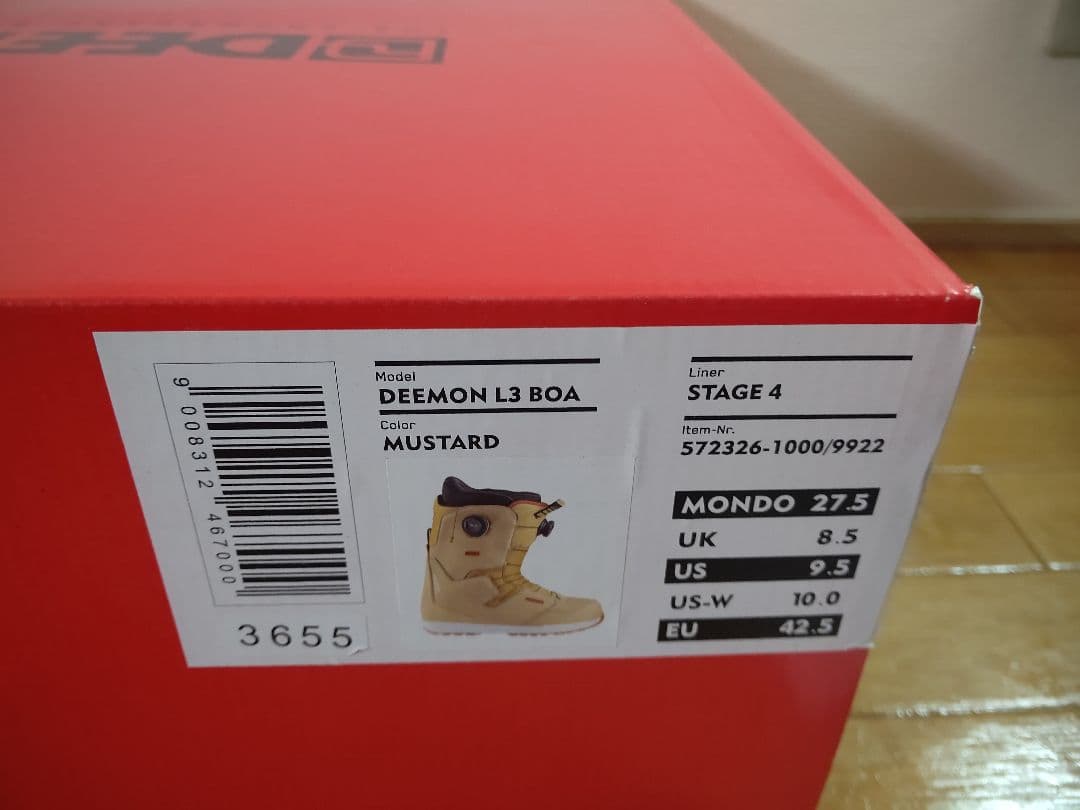 DEE
9 008312 467000
3655
Model
DEEMON L3 BOA
Color
MUSTARD
Liner
STAGE 4
Item-Nr.
572326-1000/9922
MONDO 27.5
UK 8.5
US 9.5
US-W 10.0
EU 42.5